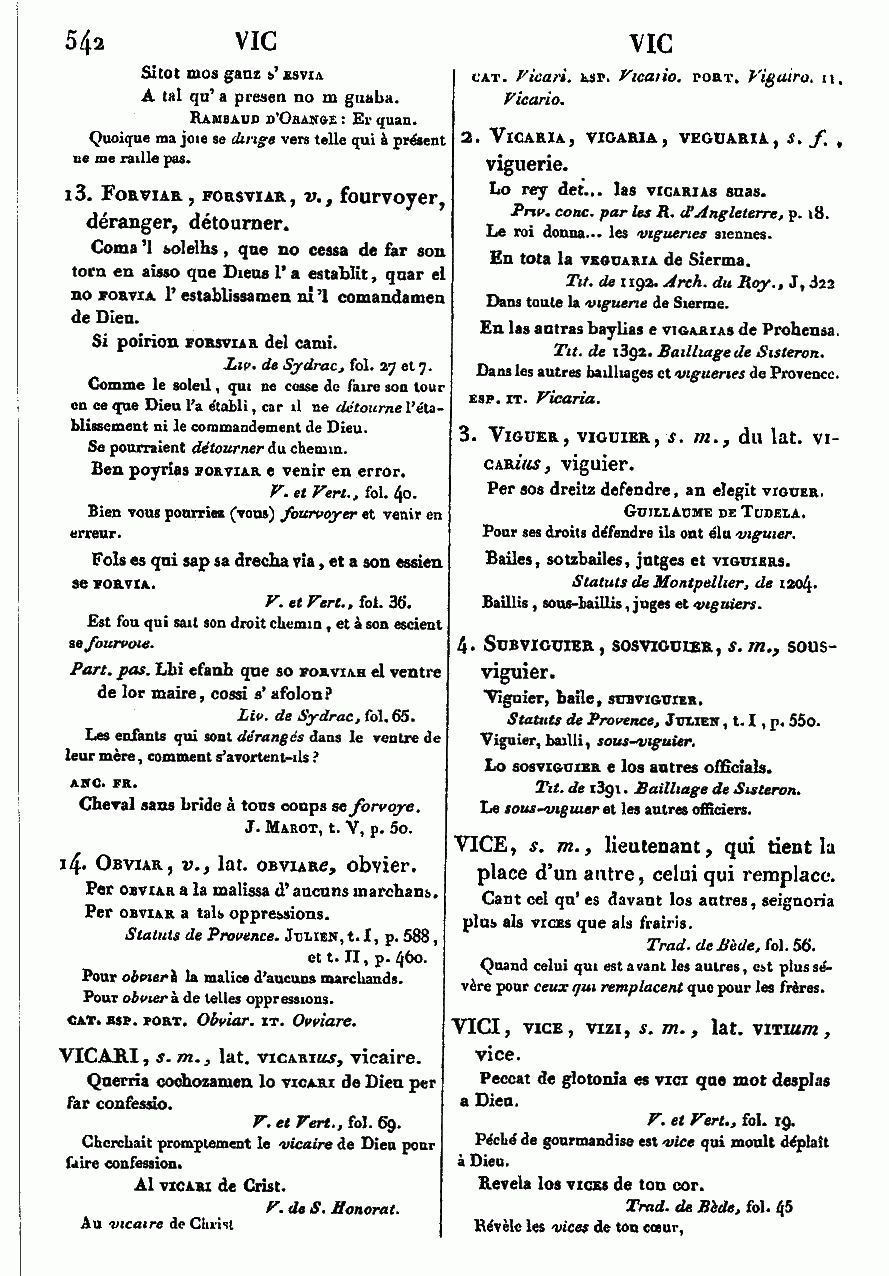 542 VIC VIC
Sitot mos ganz s' ESVIA
A tal qu' a presen no m guaba.
RAMBAUD D'ORANGE : Er quan.
Quoique ma joie se dirige vers telle qui à présent
ne me raille pas.
13. FORVIAR, FORSVIAR, v., fourvoyer,
déranger, détourner.
Coma 'l solelhs, que no cessa de far son
torn en aisso que Dieus l' a establit, quar el
no FORVIA l' establissamen ni 'l comandamen
de Dieu.
Si poirion FORSVIAR del cami.
Liv. de Sydrac, fol. 27 et 7.
Comme le soleil, qui ne cesse de faire son tour
en ce que Dieu l'a établi, car il ne détourne l'éta-
blissement ni le commandement de Dieu.
Se pourraient détourner du chemin.
Ben poyrias FORVIAR e venir en error.
V. et Vert., fol. 40.
Bien vous pourriez (vous) fourvoyer et venir en
erreur.
Fols es qui sap sa drecha via, et a son essien
se FORVIA.
V. et Vert., fol. 36.
Est fou qui sait son droit chemin, et à son escient
se fourvoie.
Part. pas. Lhi efanh que so FORVIAH el ventre
de lor maire, cossi s' afolon?
Liv. de Sydrac, fol. 65.
Les enfants qui sont dérangés dans le ventre de
leur mère, comment s'avortent-ils?
ANC. FR.
Cheval sans bride à tous coups se forvoye.
J. MAROT, t. V, p. 50.
14. OBVIAR, v., lat. OBVIARe, obvier.
Per OBVIAR a la malissa d' aucuns marchans.
Per OBVIAR a tals oppressions.
Statuts de Provence. JULIEN, t. I, p. 588,
et t. II, p. 460.
Pour obvier à la malice d'aucuns marchands.
Pour obvier à de telles oppressions.
CAT. ESP. PORT. Obviar. IT. Ovviare.
VICARI, s. m., lat. VICARIus, vicaire.
Querria cochozamen lo VICARI de Dieu per
far confessio.
V. et Vert., fol. 69.
Cherchait promptement le vicaire de Dieu pour
faire confession.
Al VICARI de Crist.
V. de S. Honorat.
Au vicaire de Christ
CAT. Vicari. ESP. Vicario. PORT. Vigairo. IT.
Vicario.
2. VICARIA, VIGARIA, VEGUARIA, s. f.,
viguerie.
Lo rey det... las VICARIAS suas.
Priv. conc. par les R. d'Angleterre, p. 18.
Le roi donna... les vigueries siennes.
En tota la VEGUARIA de Sierma.
Tit. de 1192. Arch. du Roy., J, 322
Dans toute la viguerie de Sierme.
En las autras baylias e VIGARIAS de Prohensa.
Tit. de 1392. Bailliage de Sisteron.
Dans les autres bailliages et vigueries de Provence.
ESP. IT. Vicaria.
3. VIGUER, VIGUIER, s. m., du lat. VI-
CARius, viguier.
Per sos dreitz defendre, an elegit VIGUER.
GUILLAUME DE TUDELA.
Pour ses droits défendre ils ont élu viguier.
Bailes, sotzbailes, jutges et VIGUIERS.
Statuts de Montpellier, de 1204.
Baillis, sous-baillis, juges et viguiers.
4. SUBVIGUIER, SOSVIGUIER, s. m., sous-
viguier.
Viguier, baile, SUBVIGUIER.
Statuts de Provence, JULIEN, t. I, p. 550.
Viguier, bailli, sous-viguier.
Lo SOSVIGUIER e los autres officials.
Tit. de 1391. Bailliage de Sisteron.
Le sous-viguier et les autres officiers.
VICE, s. m., lieutenant, qui tient la
place d'un autre, celui qui remplace.
Cant cel qu' es davant los autres, seignoria
plus als VICES que als frairis.
Trad. de Bède, fol. 56.
Quand celui qui est avant les autres, est plus sé-
vère pour ceux qui remplacent que pour les frères.
VICI, VICE, VIZI, s. m., lat. VITIum,
vice.
Peccat de glotonia es VICI que mot desplas
a Dieu.
V. et Vert., fol. 19.
Péché de gourmandise est vice qui moult déplaît
à Dieu.
Revela los VICES de ton cor.
Trad. de Bède, fol. 45
Révèle les vices de ton cœur,